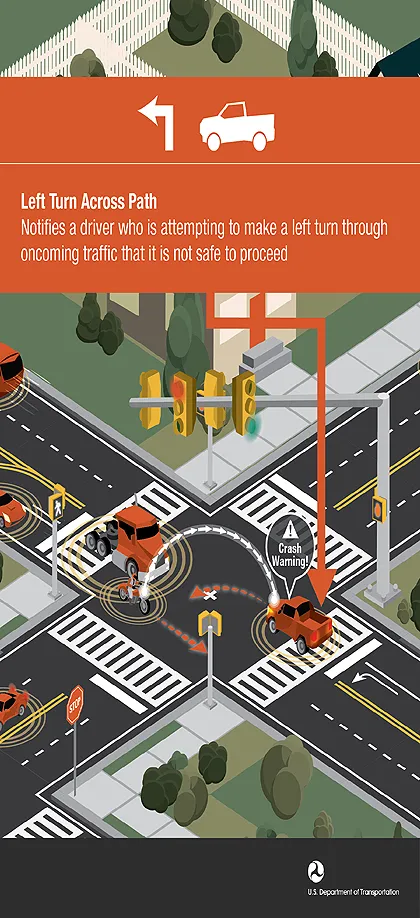 Left Turn Across Path
Notifies a driver who is attempting to make a left turn through
oncoming traffic that it is not safe to proceed
Crash
Warning!
STOP
U.S. Department of Transportation